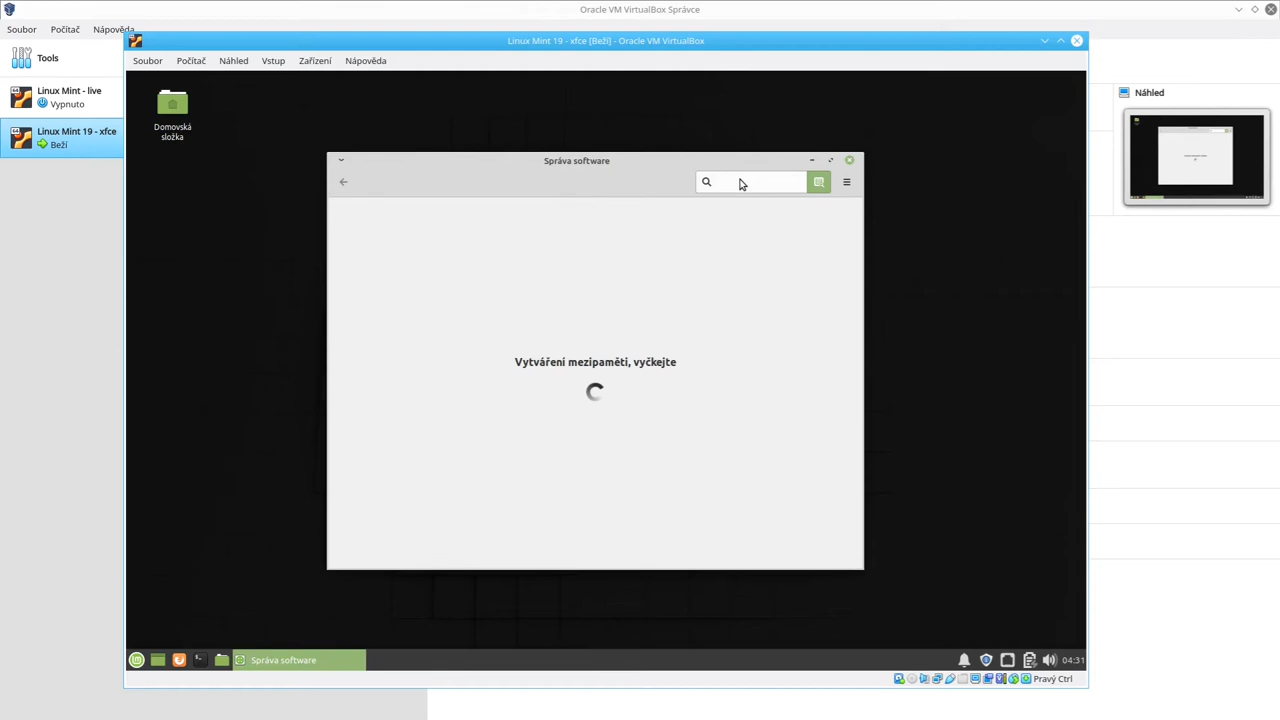 Oracle VM VirtualBox Správce
Soubor Počítač Nápověda
Linux Mint 19 - xfce [Beží] - Oracle VM VirtualBox
Tools
Soubor Počítač Náhled Vstup Zařízení Nápověda
Linux Mint - live
Vypnuto
Linux Mint 19 - xfce
Beží
Náhled
Domovská
složka
Správa software
Vytváření mezipaměti, vyčkejte
Správa software
04:31
Pravý Ctrl